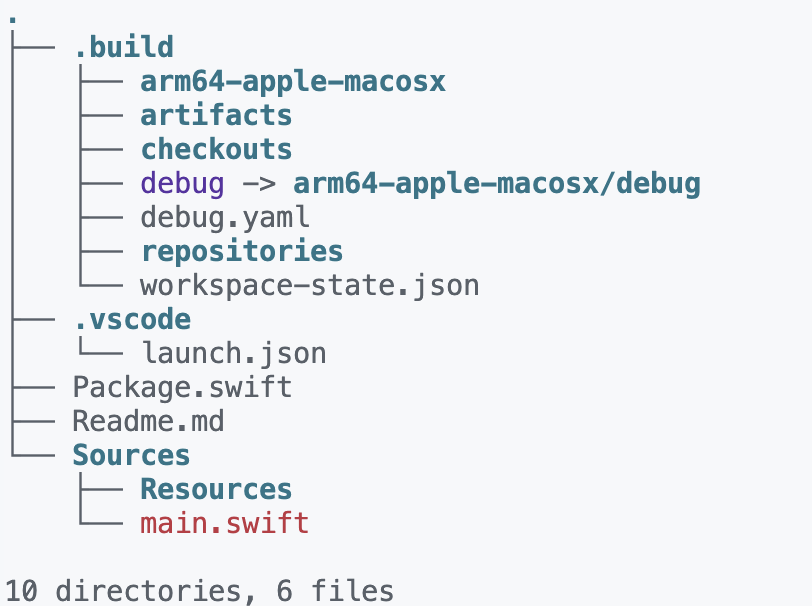 .
├── .build
│   ├── arm64-apple-macosx
│   ├── artifacts
│   ├── checkouts
│   ├── debug -> arm64-apple-macosx/debug
│   ├── debug.yaml
│   ├── repositories
│   └── workspace-state.json
├── .vscode
│   └── launch.json
├── Package.swift
├── Readme.md
└── Sources
    ├── Resources
    └── main.swift

10 directories, 6 files